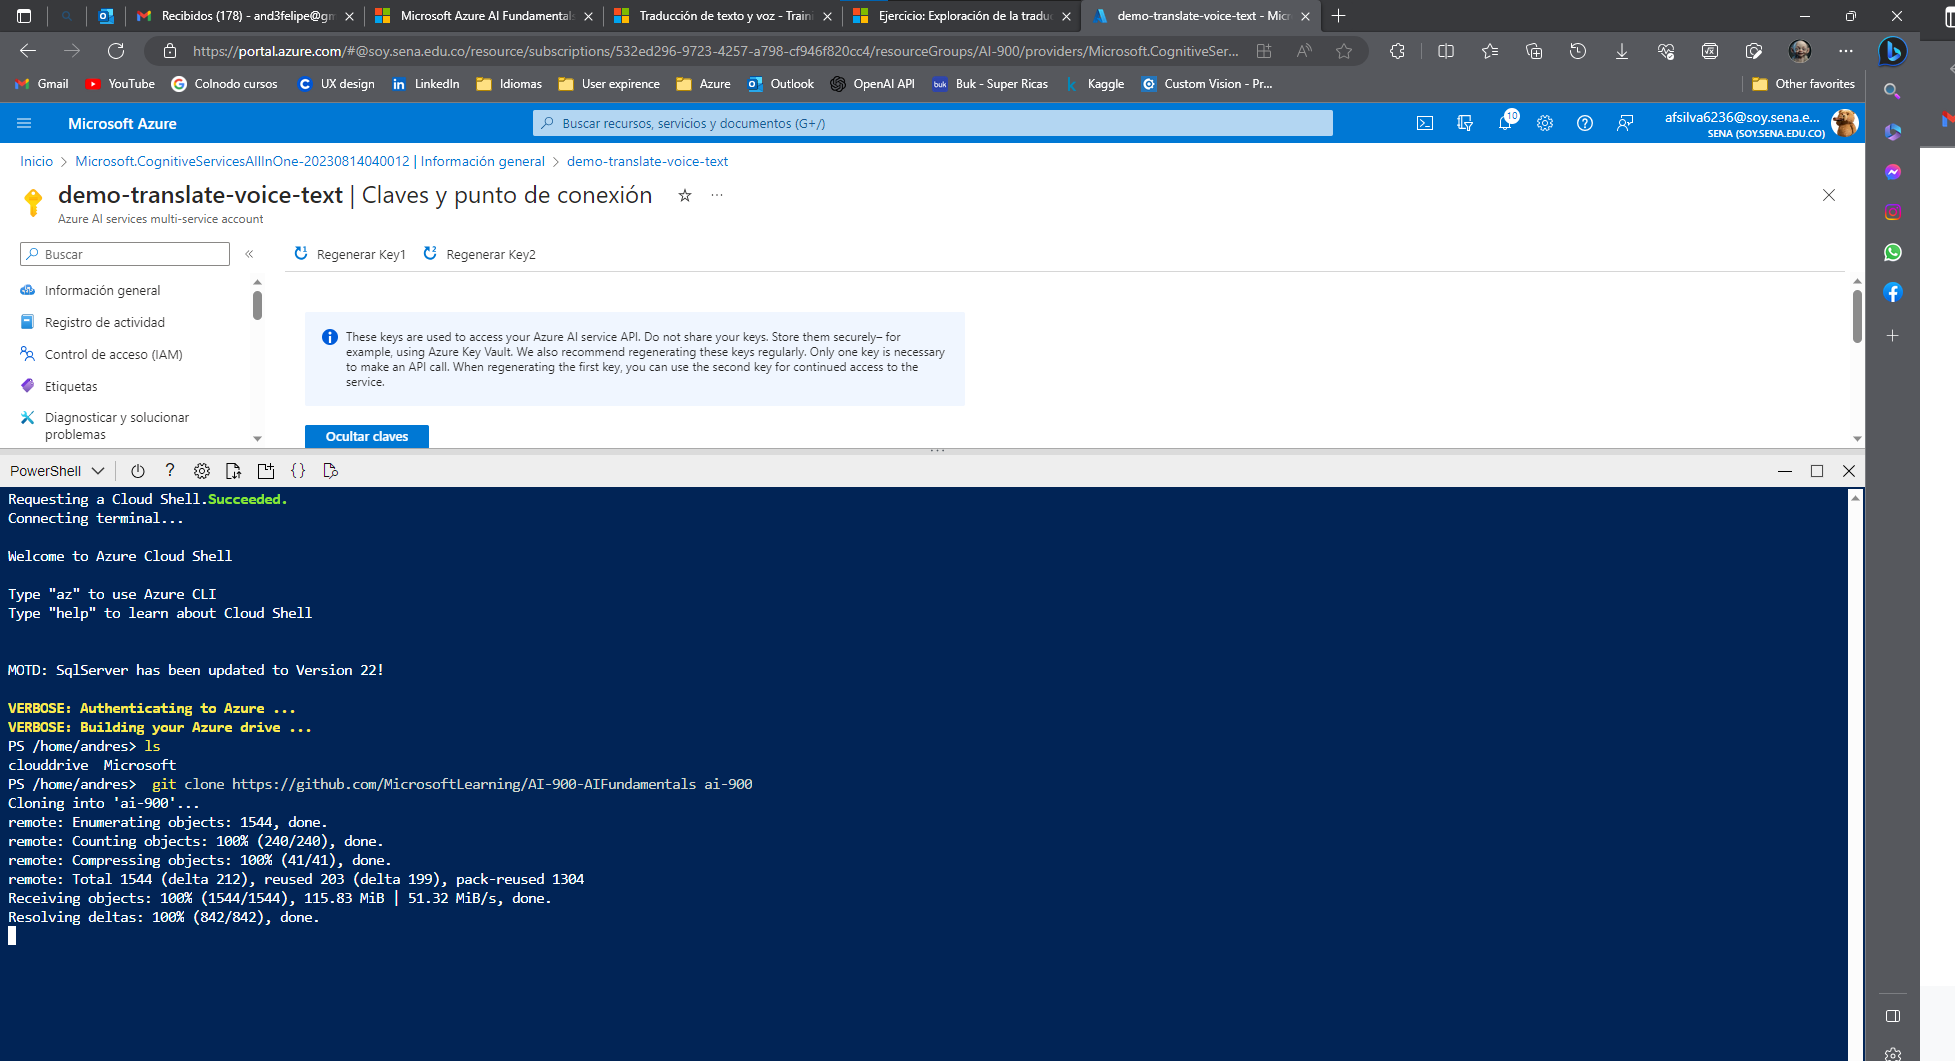 Recibidos (178) - and3felipe@gm
Microsoft Azure AI Fundamentals
Traducción de texto y voz - Traini
Ejercicio: Exploración de la traduc
demo-translate-voice-text - Micr
https://portal.azure.com/#@soy.sena.edu.co/resource/subscriptions/532ed296-9723-4257-a798-cf946f820cc4/resourceGroups/AI-900/providers/Microsoft.CognitiveSer...
Gmail
YouTube
Colnodo cursos
UX design
LinkedIn
Idiomas
User expirence
Azure
Outlook
OpenAI API
Buk - Super Ricas
Kaggle
Custom Vision - Pr...
Other favorites
Microsoft Azure
Buscar recursos, servicios y documentos (G+/)
10
afsilva6236@soy.sena.e...
SENA (SOY.SENA.EDU.CO)
Inicio > Microsoft.CognitiveServicesAllInOne-20230814040012 | Información general > demo-translate-voice-text
demo-translate-voice-text | Claves y punto de conexión
Azure AI services multi-service account
Buscar
Regenerar Key1
Regenerar Key2
Información general
Registro de actividad
Control de acceso (IAM)
Etiquetas
Diagnosticar y solucionar
problemas
These keys are used to access your Azure AI service API. Do not share your keys. Store them securely– for
example, using Azure Key Vault. We also recommend regenerating these keys regularly. Only one key is necessary
to make an API call. When regenerating the first key, you can use the second key for continued access to the
service.
Ocultar claves
PowerShell
Requesting a Cloud Shell.Succeeded.
Connecting terminal...
Welcome to Azure Cloud Shell
Type "az" to use Azure CLI
Type "help" to learn about Cloud Shell
MOTD: SqlServer has been updated to Version 22!
VERBOSE: Authenticating to Azure ...
VERBOSE: Building your Azure drive ...
PS /home/andres> ls
clouddrive  Microsoft
PS /home/andres>  git clone https://github.com/MicrosoftLearning/AI-900-AIFundamentals ai-900
Cloning into 'ai-900'...
remote: Enumerating objects: 1544, done.
remote: Counting objects: 100% (240/240), done.
remote: Compressing objects: 100% (41/41), done.
remote: Total 1544 (delta 212), reused 203 (delta 199), pack-reused 1304
Receiving objects: 100% (1544/1544), 115.83 MiB | 51.32 MiB/s, done.
Resolving deltas: 100% (842/842), done.